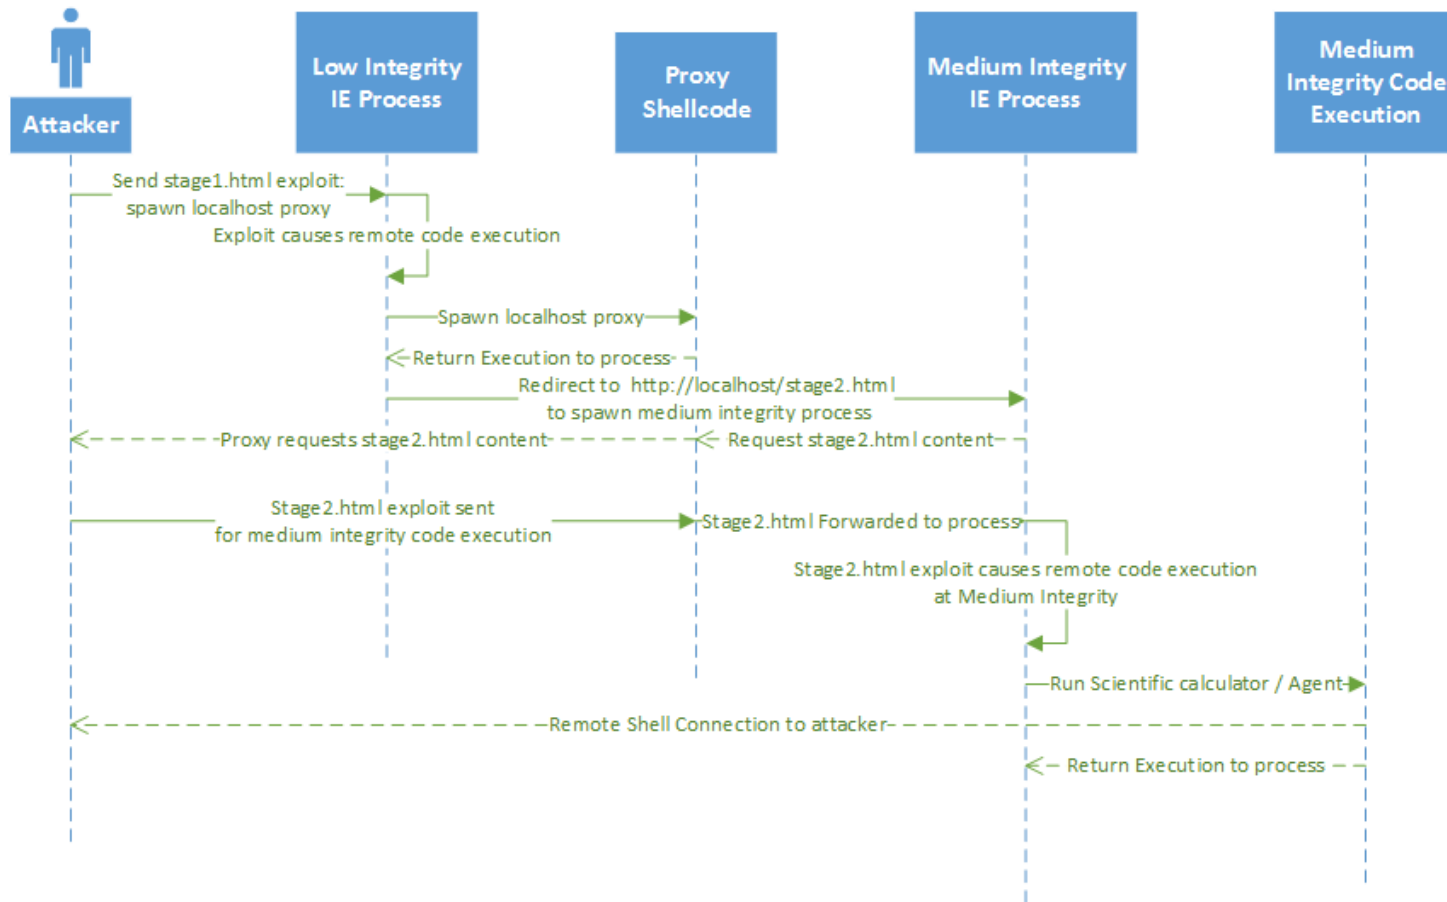 Attacker
Low Integrity
IE Process
Proxy
Shellcode
Medium Integrity
IE Process
Medium
Integrity Code
Execution
Send stage1.html exploit:
spawn localhost proxy
Exploit causes remote code execution
Spawn localhost proxy
Return Execution to process
Redirect to http://localhost/stage2.html
to spawn medium integrity process
Proxy requests stage2.html content
Request stage2.html content
Stage2.html exploit sent
for medium integrity code execution
Stage2.html Forwarded to process
Stage2.html exploit causes remote code execution
at Medium Integrity
Run Scientific calculator / Agent
Remote Shell Connection to attacker
Return Execution to process